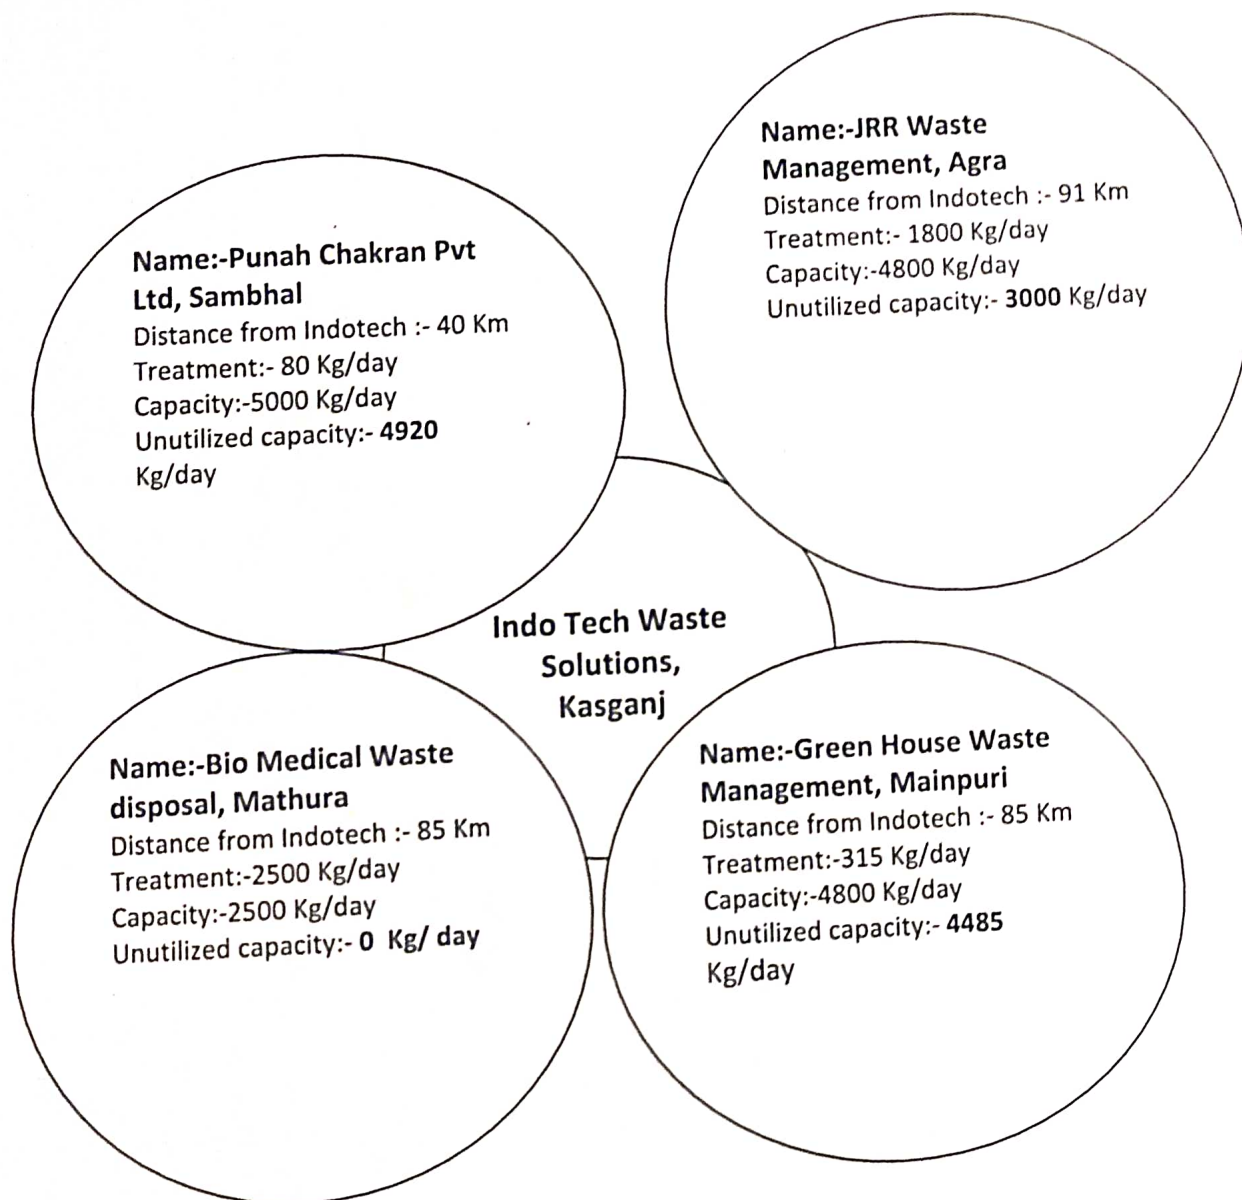 Name:-JRR Waste
Management, Agra
Distance from Indotech :- 91 Km
Treatment:- 1800 Kg/day
Capacity:-4800 Kg/day
Unutilized capacity:- 3000 Kg/day
Name:-Punah Chakran Pvt
Ltd, Sambhal
Distance from Indotech :- 40 Km
Treatment:- 80 Kg/day
Capacity:-5000 Kg/day
Unutilized capacity:- 4920
Kg/day
Indo Tech Waste
Solutions,
Kasganj
Name:-Bio Medical Waste
disposal, Mathura
Distance from Indotech :- 85 Km
Treatment:-2500 Kg/day
Capacity:-2500 Kg/day
Unutilized capacity:- 0 Kg/ day
Name:-Green House Waste
Management, Mainpuri
Distance from Indotech :- 85 Km
Treatment:-315 Kg/day
Capacity:-4800 Kg/day
Unutilized capacity:- 4485
Kg/day